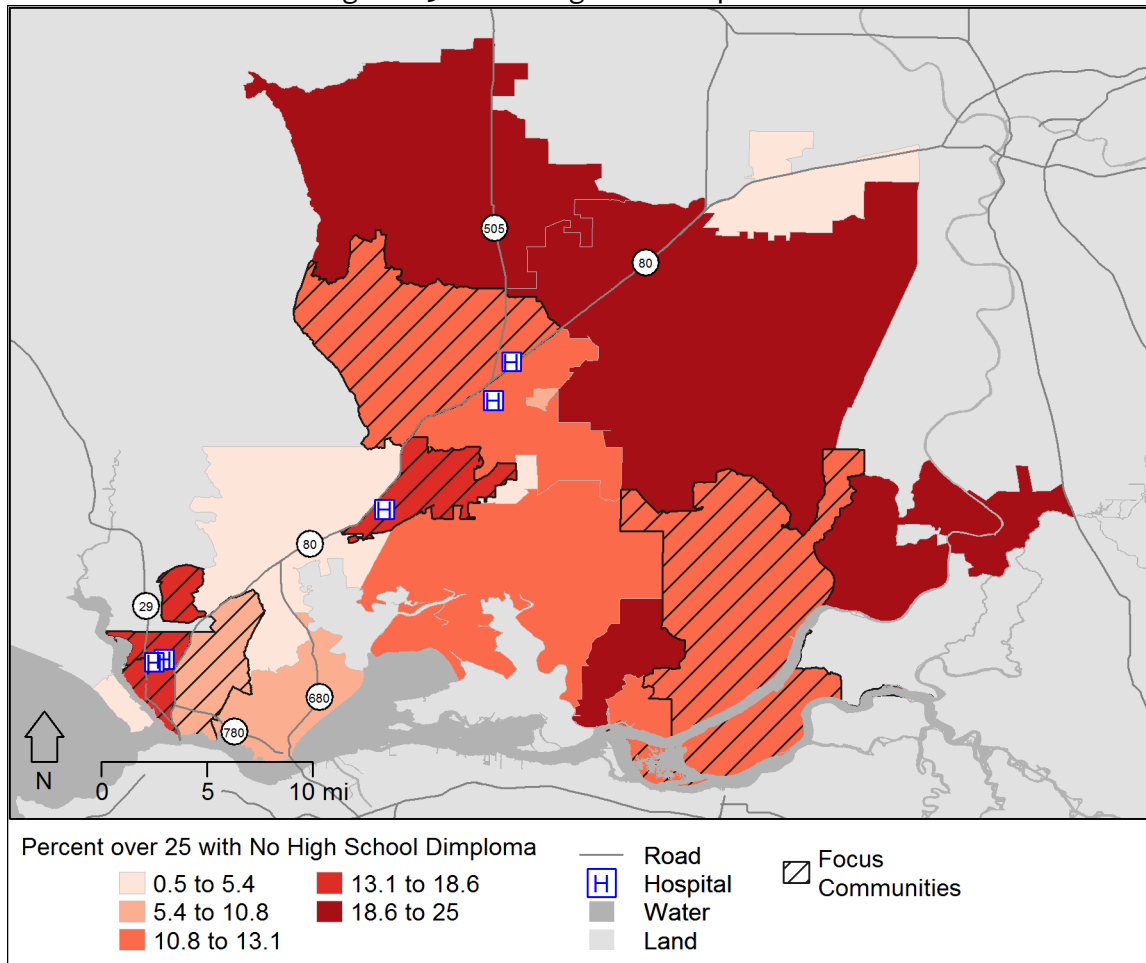 505
80
80
29
680
780
H
H
H
H
H
N
0 5 10 mi
Percent over 25 with No High School Dimploma
0.5 to 5.4
5.4 to 10.8
10.8 to 13.1
13.1 to 18.6
18.6 to 25
Road
H Hospital
Water
Land
Focus
Communities